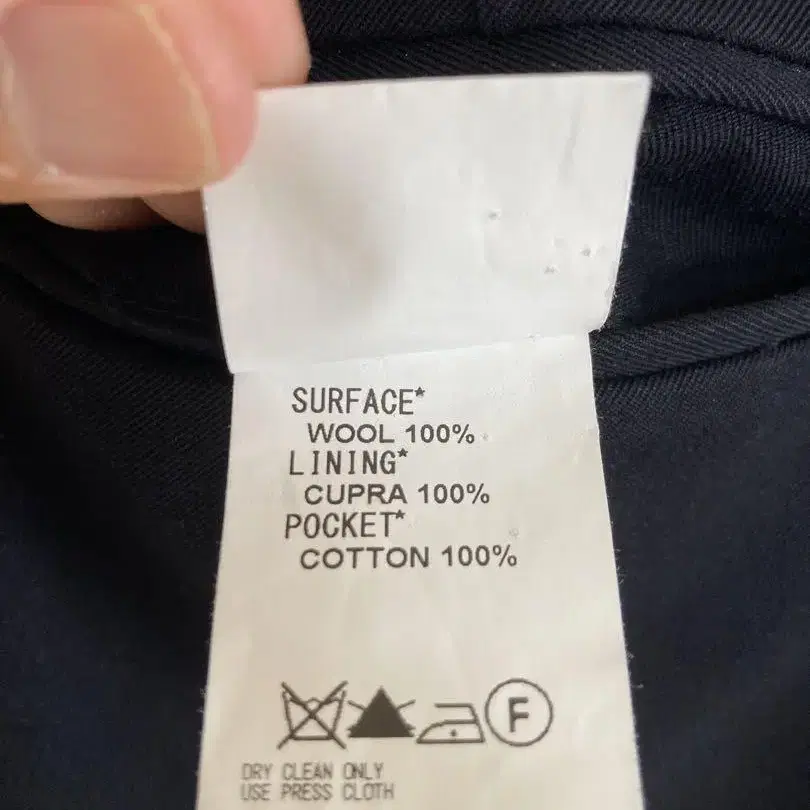 SURFACE*
WOOL 100%
LINING*
CUPRA 100%
POCKET*
COTTON 100%
F
DRY CLEAN ONLY
USE PRESS CLOTH